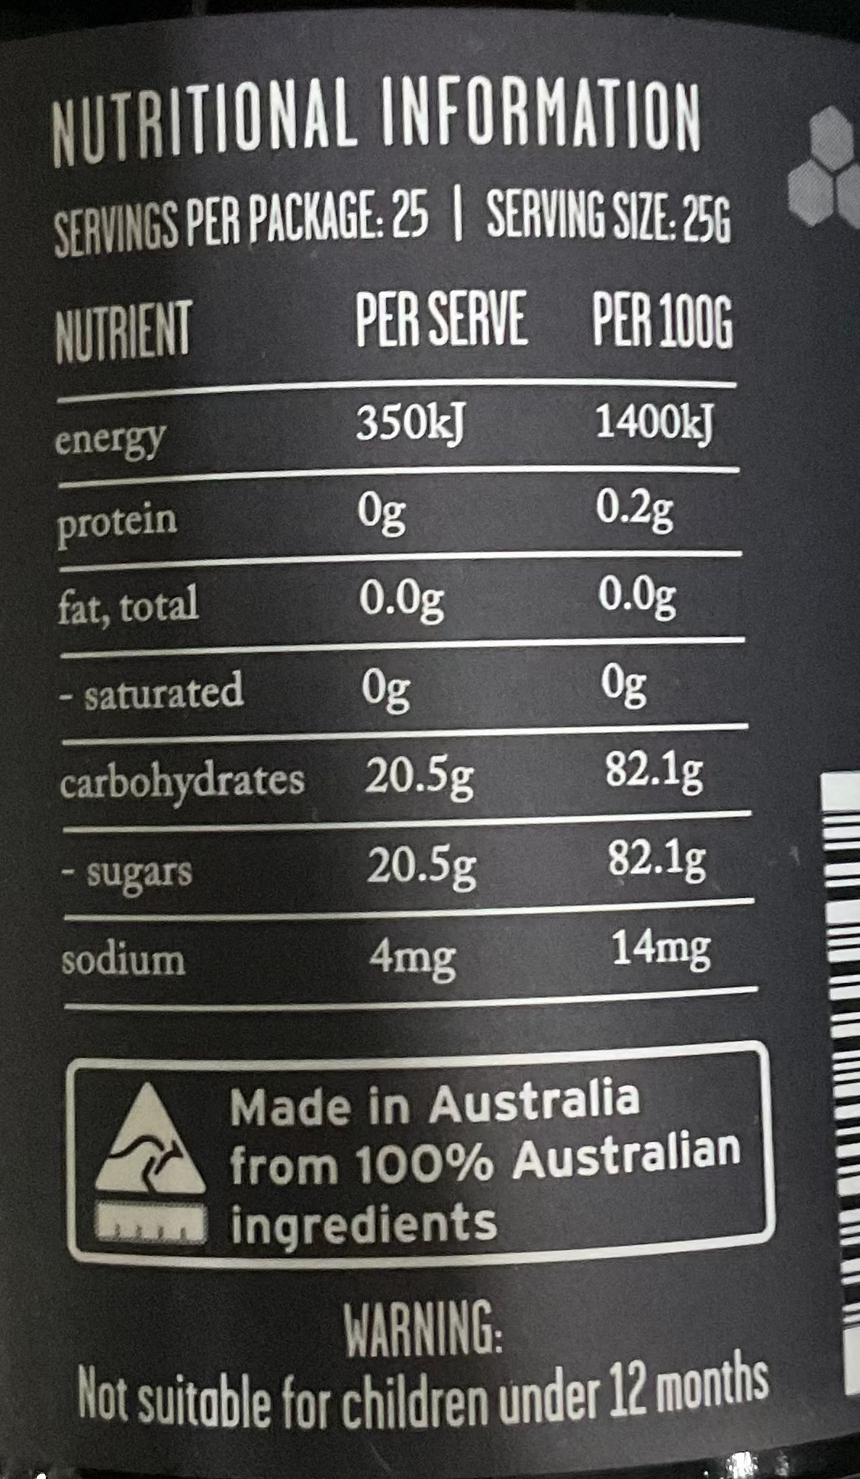 NUTRITIONAL INFORMATION
SERVINGS PER PACKAGE: 25 | SERVING SIZE: 25G
NUTRIENT PER SERVE PER 100G
energy 350kJ 1400kJ
protein 0g 0.2g
fat, total 0.0g 0.0g
- saturated 0g 0g
carbohydrates 20.5g 82.1g
- sugars 20.5g 82.1g
sodium 4mg 14mg
Made in Australia
from 100% Australian
ingredients
WARNING:
Not suitable for children under 12 months